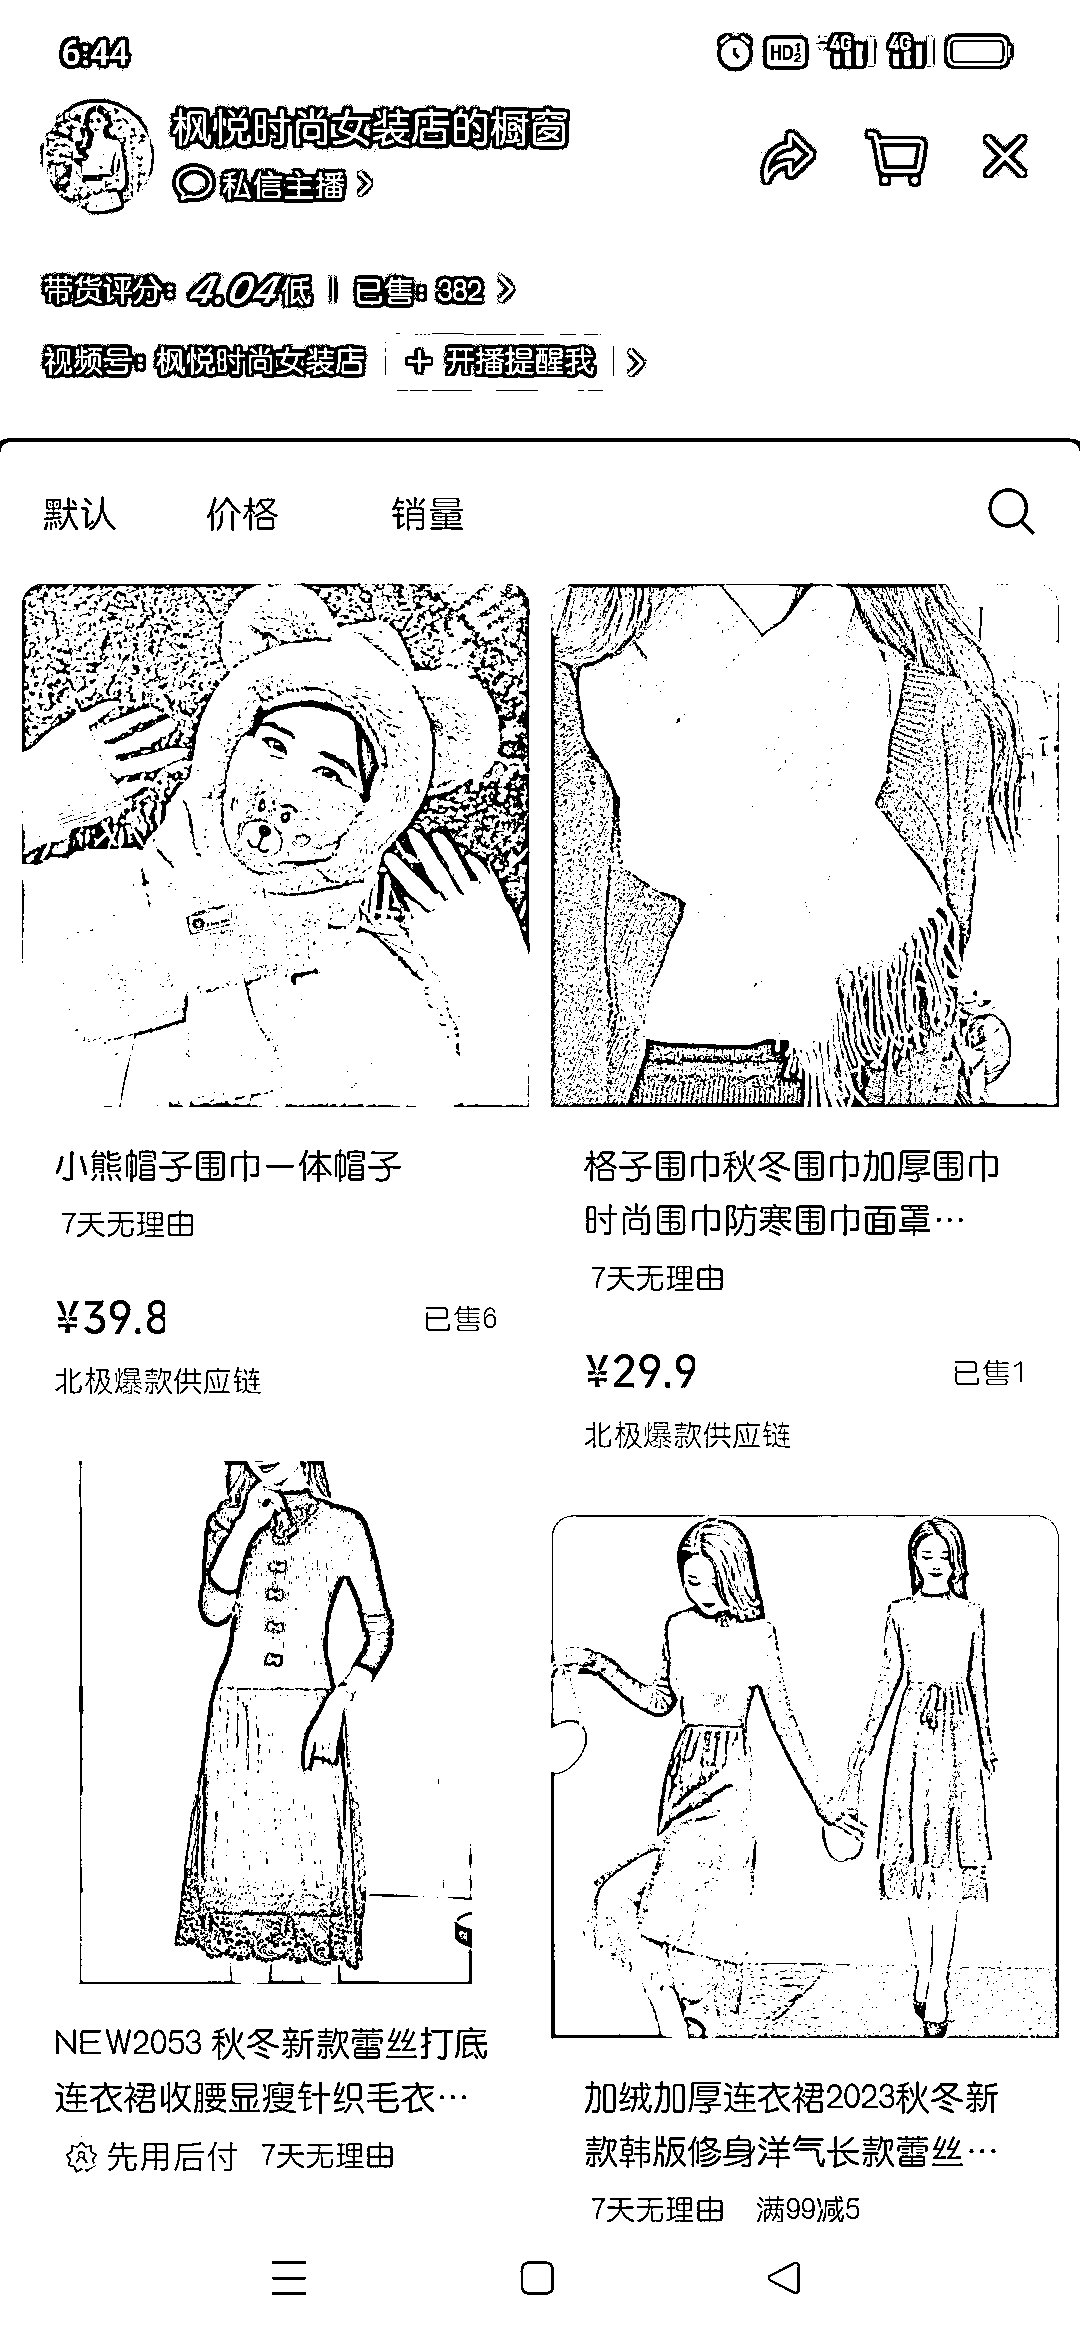 6:44
HD 4G 4G
枫悦时尚女装店的橱窗
私信主播
带货评分: 4.04低 | 已售: 382
视频号: 枫悦时尚女装店 + 开播提醒我
默认 价格 销量
小熊帽子围巾一体帽子
7天无理由
¥39.8 已售6
北极爆款供应链
格子围巾秋冬围巾加厚围巾
时尚围巾防寒围巾面罩…
7天无理由
¥29.9 已售1
北极爆款供应链
NEW2053 秋冬新款蕾丝打底
连衣裙收腰显瘦针织毛衣…
先用后付 7天无理由
加绒加厚连衣裙2023秋冬新
款韩版修身洋气长款蕾丝…
7天无理由 满99减5